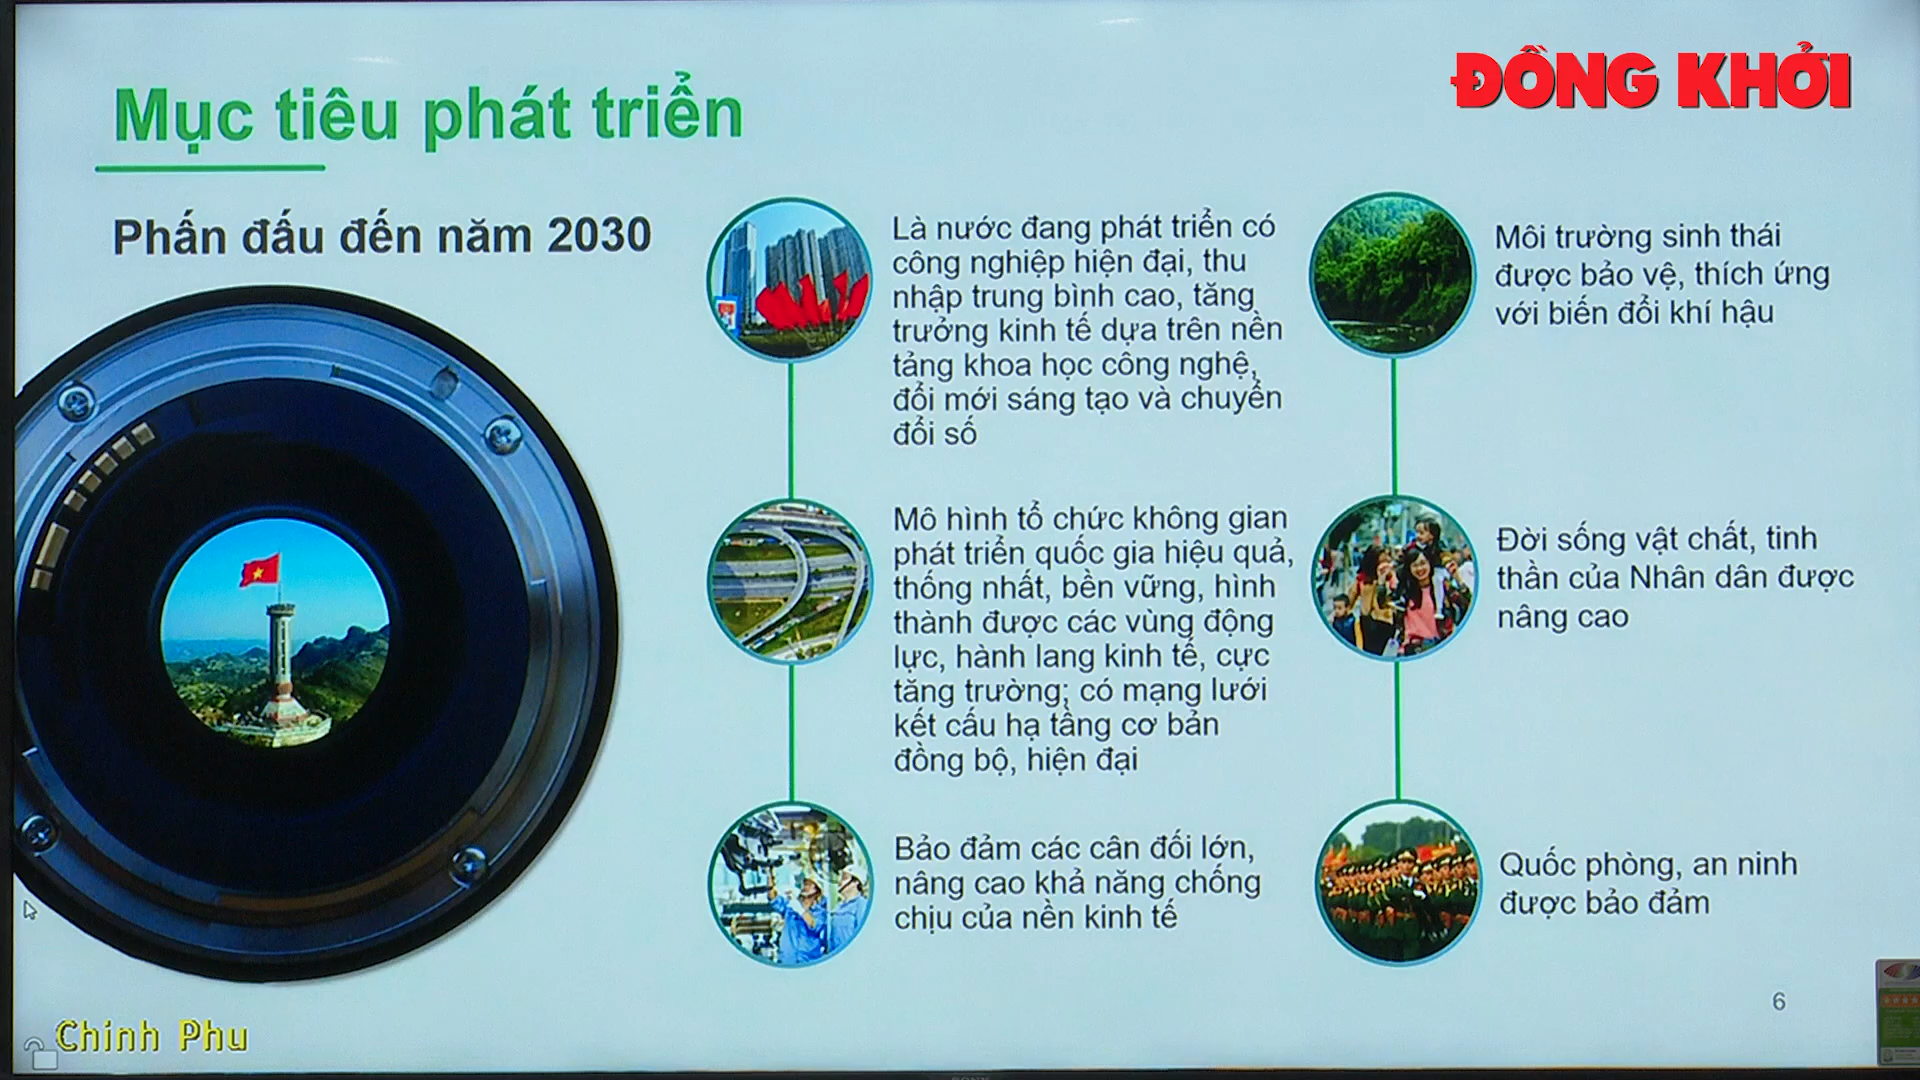 ĐỒNG KHỞI
Mục tiêu phát triển
Phấn đấu đến năm 2030
Là nước đang phát triển có
công nghiệp hiện đại, thu
nhập trung bình cao, tăng
trưởng kinh tế dựa trên nền
tảng khoa học công nghệ,
đổi mới sáng tạo và chuyển
đổi số
Mô hình tổ chức không gian
phát triển quốc gia hiệu quả,
thống nhất, bền vững, hình
thành được các vùng động
lực, hành lang kinh tế, cực
tăng trường; có mạng lưới
kết cấu hạ tầng cơ bản
đồng bộ, hiện đại
Bảo đảm các cân đối lớn,
nâng cao khả năng chống
chịu của nền kinh tế
Môi trường sinh thái
được bảo vệ, thích ứng
với biến đổi khí hậu
Đời sống vật chất, tinh
thần của Nhân dân được
nâng cao
Quốc phòng, an ninh
được bảo đảm
6
Chinh Phu